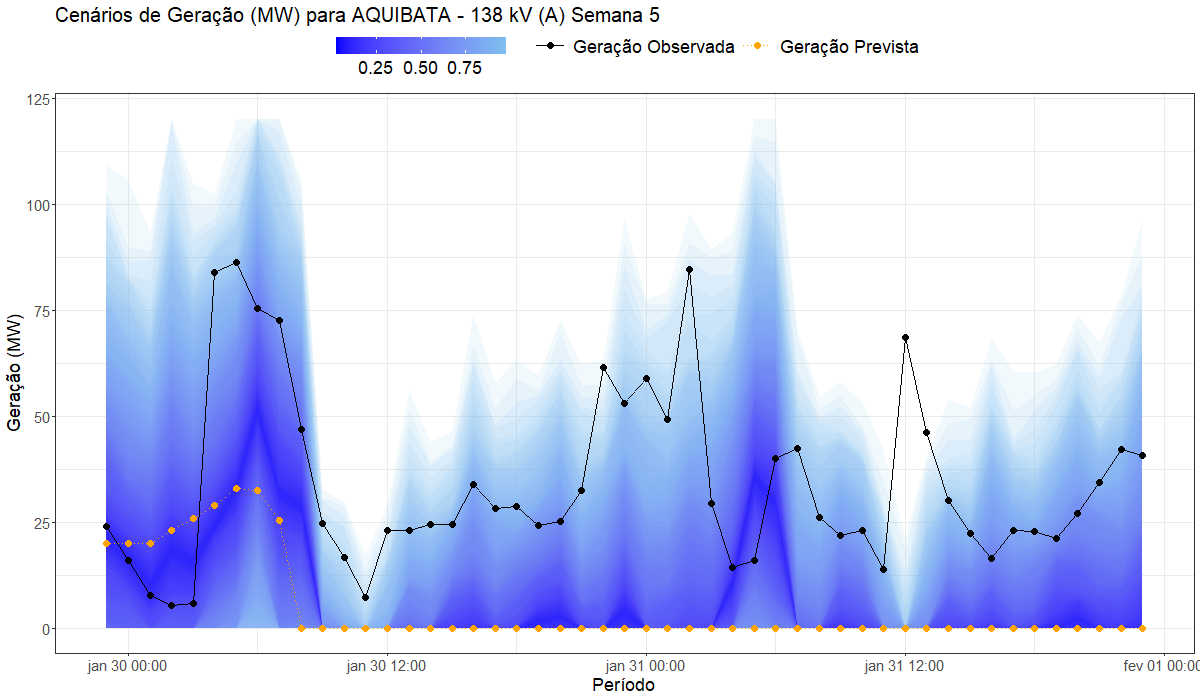 Cenários de Geração (MW) para AQUIBATA - 138 kV (A) Semana 5
0.25 0.50 0.75
Geração Observada
Geração Prevista
Geração (MW)
125
100
75
50
25
0
jan 30 00:00
jan 30 12:00
jan 31 00:00
jan 31 12:00
fev 01 00:00
Período